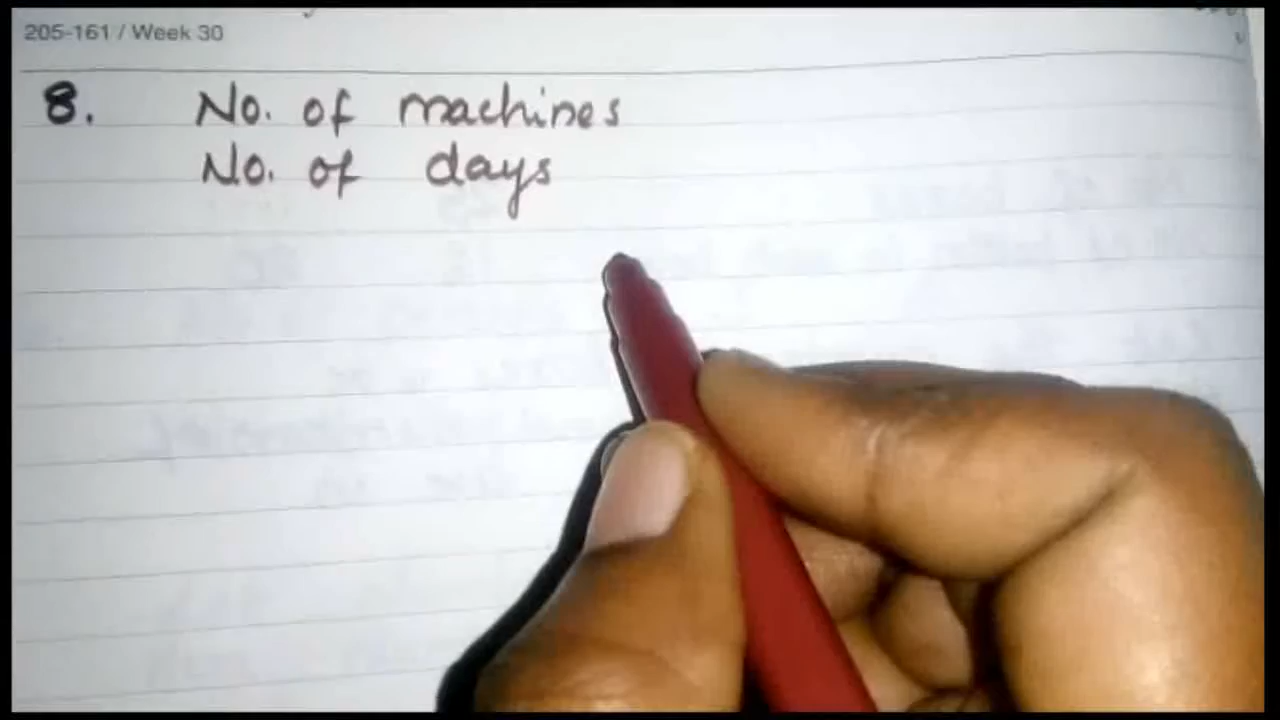 205-161 / Week 30
8. No. of machines
No. of days